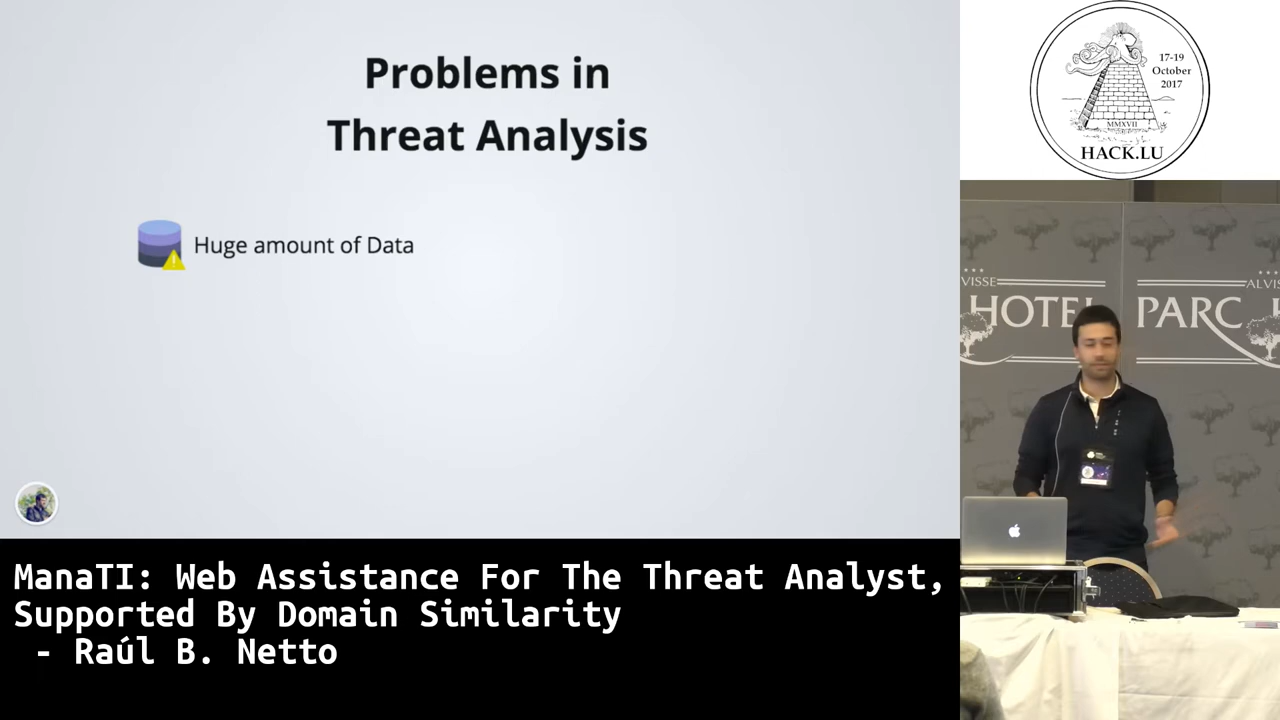 Problems in
Threat Analysis
Huge amount of Data
ManaTI: Web Assistance For The Threat Analyst,
Supported By Domain Similarity
- Raúl B. Netto
17-19
October
2017
MMXVII
HACK.LU
HOTEL PARC